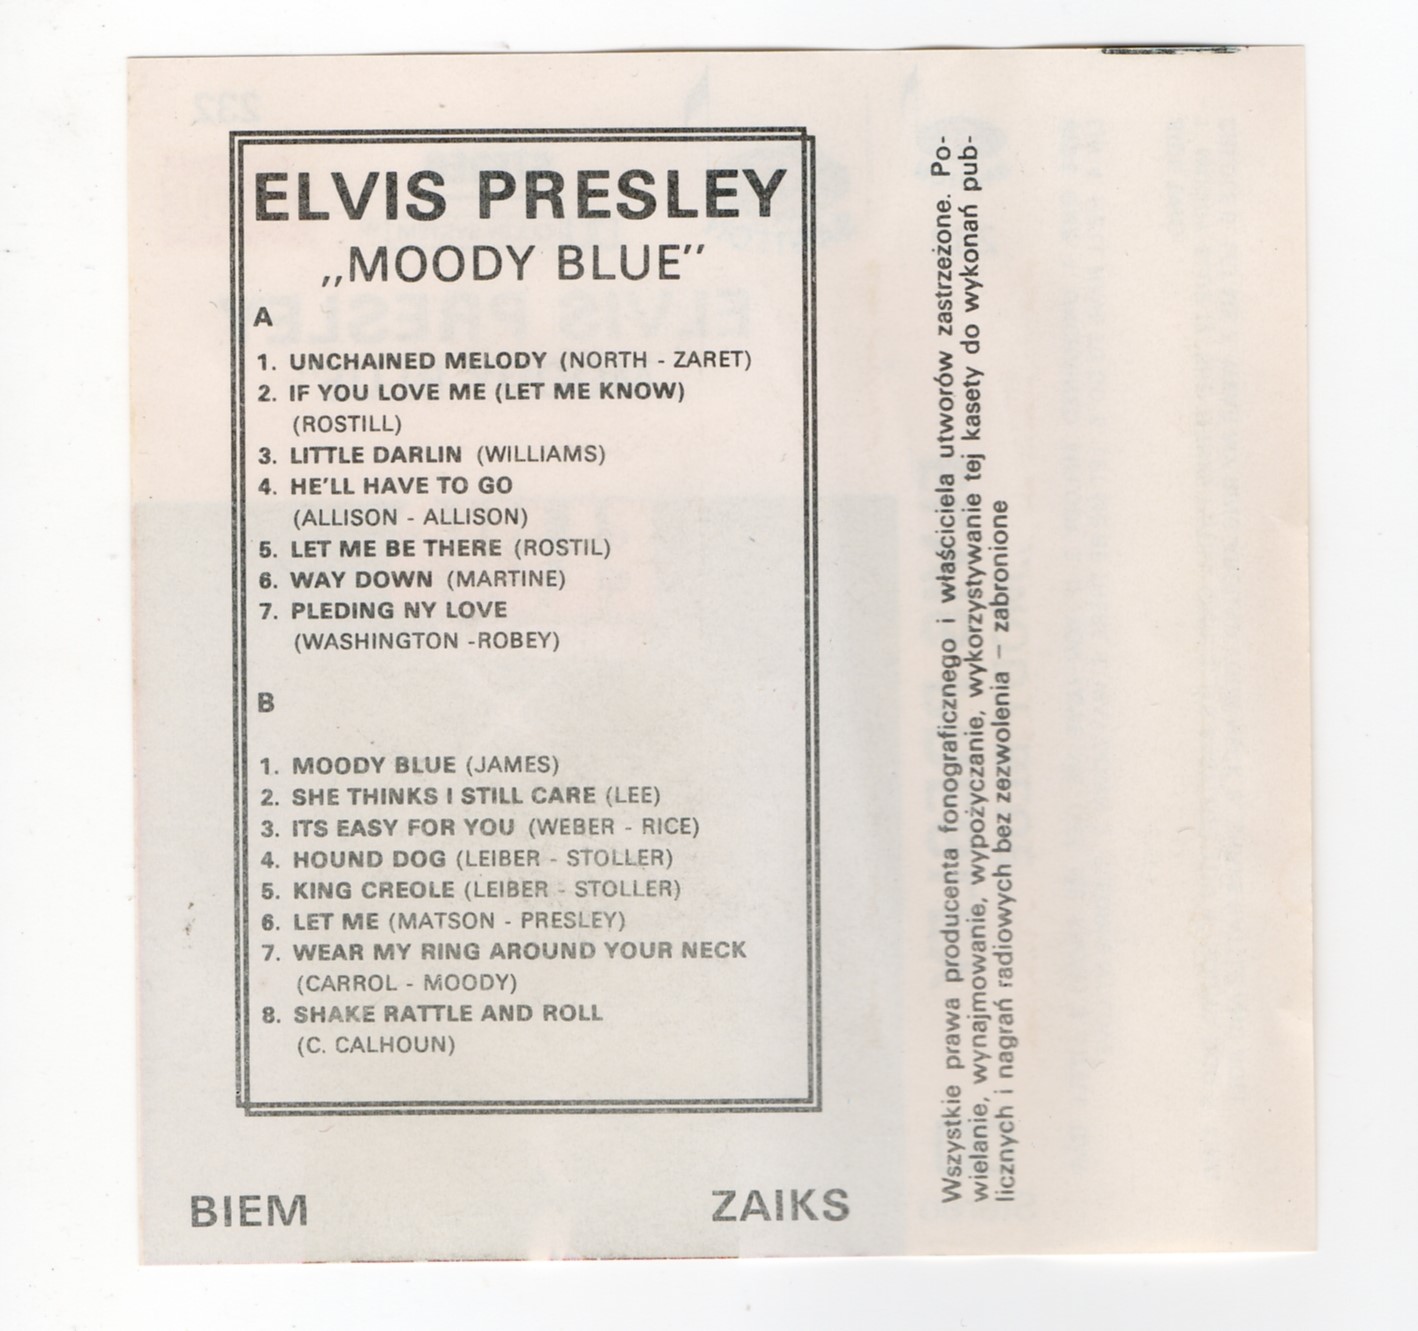 ELVIS PRESLEY
„MOODY BLUE”
A
1. UNCHAINED MELODY (NORTH - ZARET)
2. IF YOU LOVE ME (LET ME KNOW)
(ROSTILL)
3. LITTLE DARLIN (WILLIAMS)
4. HE'LL HAVE TO GO
(ALLISON - ALLISON)
5. LET ME BE THERE (ROSTIL)
6. WAY DOWN (MARTINE)
7. PLEDING NY LOVE
(WASHINGTON -ROBEY)
B
1. MOODY BLUE (JAMES)
2. SHE THINKS I STILL CARE (LEE)
3. ITS EASY FOR YOU (WEBER - RICE)
4. HOUND DOG (LEIBER - STOLLER)
5. KING CREOLE (LEIBER - STOLLER)
6. LET ME (MATSON - PRESLEY)
7. WEAR MY RING AROUND YOUR NECK
(CARROL - MOODY)
8. SHAKE RATTLE AND ROLL
(C. CALHOUN)
BIEM
ZAIKS
Wszystkie prawa producenta fonograficznego i właściciela utworów zastrzeżone. Po-
wielanie, wynajmowanie, wypożyczanie, wykorzystywanie tej kasety do wykonań pub-
licznych i nagrań radiowych bez zezwolenia – zabronione
232
ELVIS PRESLEY